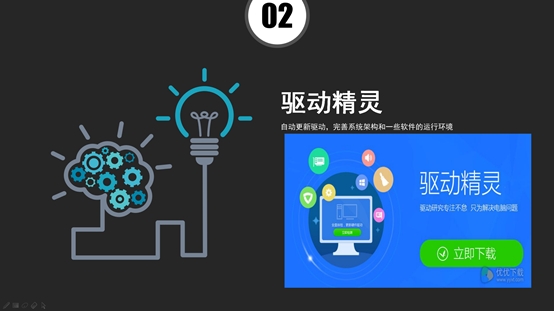 02
驱动精灵
自动更新驱动、完善系统架构和一些软件的运行环境
驱动精灵
驱动研究专注不息 只为解决电脑问题
立即下载
优优下载